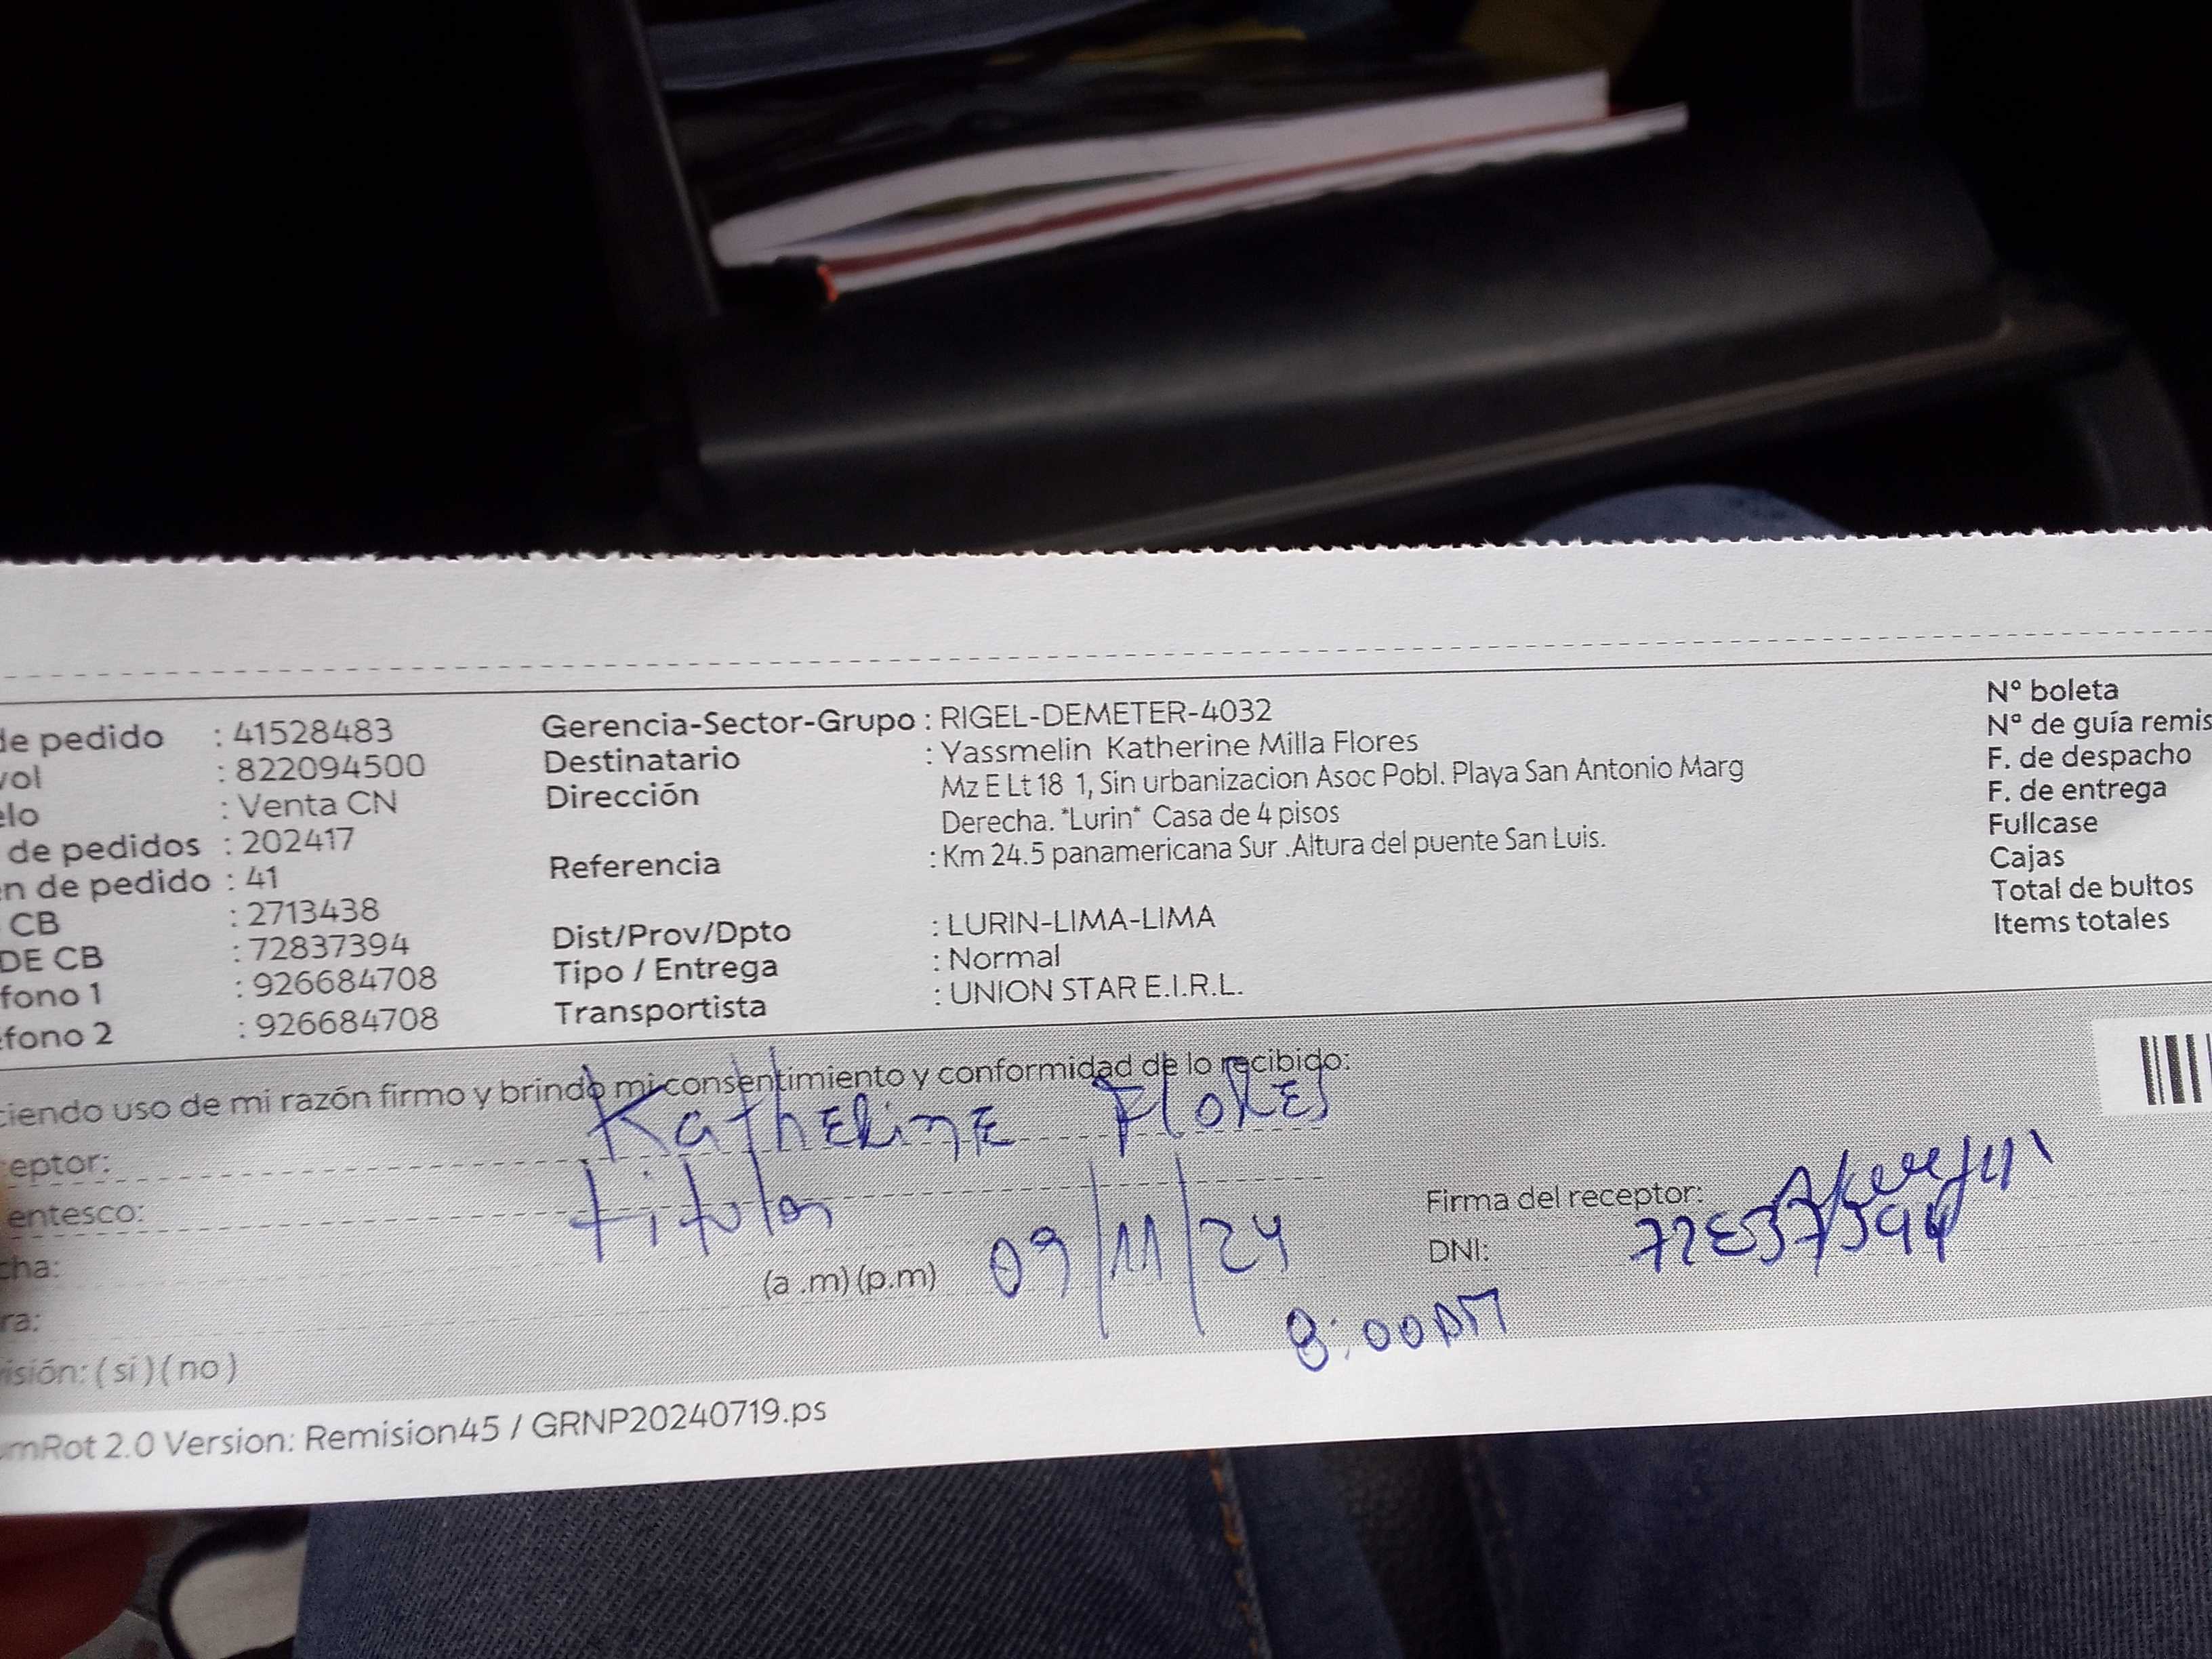 de pedido : 41528483
vol : 822094500
elo : Venta CN
de pedidos : 202417
en de pedido : 41
CB : 2713438
DE CB : 72837394
fono 1 : 926684708
éfono 2 : 926684708
Gerencia-Sector-Grupo : RIGEL-DEMETER-4032
Destinatario : Yassmelin Katherine Milla Flores
Dirección Mz E Lt 18 1, Sin urbanizacion Asoc Pobl. Playa San Antonio Marg
Derecha. *Lurin* Casa de 4 pisos
Referencia : Km 24.5 panamericana Sur .Altura del puente San Luis.
Dist/Prov/Dpto : LURIN-LIMA-LIMA
Tipo / Entrega : Normal
Transportista : UNION STAR E.I.R.L.
N° boleta
N° de guía remis
F. de despacho
F. de entrega
Fullcase
Cajas
Total de bultos
Items totales
ciendo uso de mi razón firmo y brindo mi consentimiento y conformidad de lo recibido:
eptor: Katherine Flores
entesco: titular
cha: (a .m) (p.m) 09/11/24
Firma del receptor:
DNI: 72837394
ra: 8:00AM
isión: ( sí ) ( no )
omRot 2.0 Version: Remision45 / GRNP20240719.ps